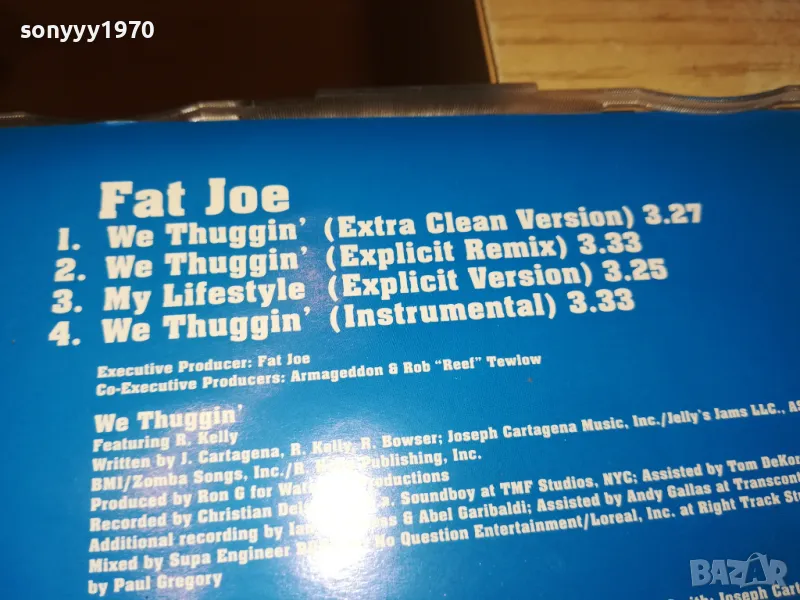 sonyyy1970
Fat Joe
1. We Thuggin' (Extra Clean Version) 3.27
2. We Thuggin' (Explicit Remix) 3.33
3. My Lifestyle (Explicit Version) 3.25
4. We Thuggin' (Instrumental) 3.33
Executive Producer: Fat Joe
Co-Executive Producers: Armageddon & Rob "Reef" Tewlow
We Thuggin'
Featuring R. Kelly
Written by J. Cartagena, R. Kelly, R. Bowser; Joseph Cartagena Music, Inc./Jelly's Jams LLC.,
BMI/Zomba Songs, Inc./R. Publishing, Inc.
Produced by Ron G for
Recorded by Christian Soundboy at TMF Studios, NYC; Assisted by Tom
Additional recording by & Abel Garibaldi; Assisted by Andy Gallas at
Mixed by Supa Engineer No Question Entertainment/Loreal, Inc. at Right Track
by Paul Gregory
Joseph
BAZAR
.bg